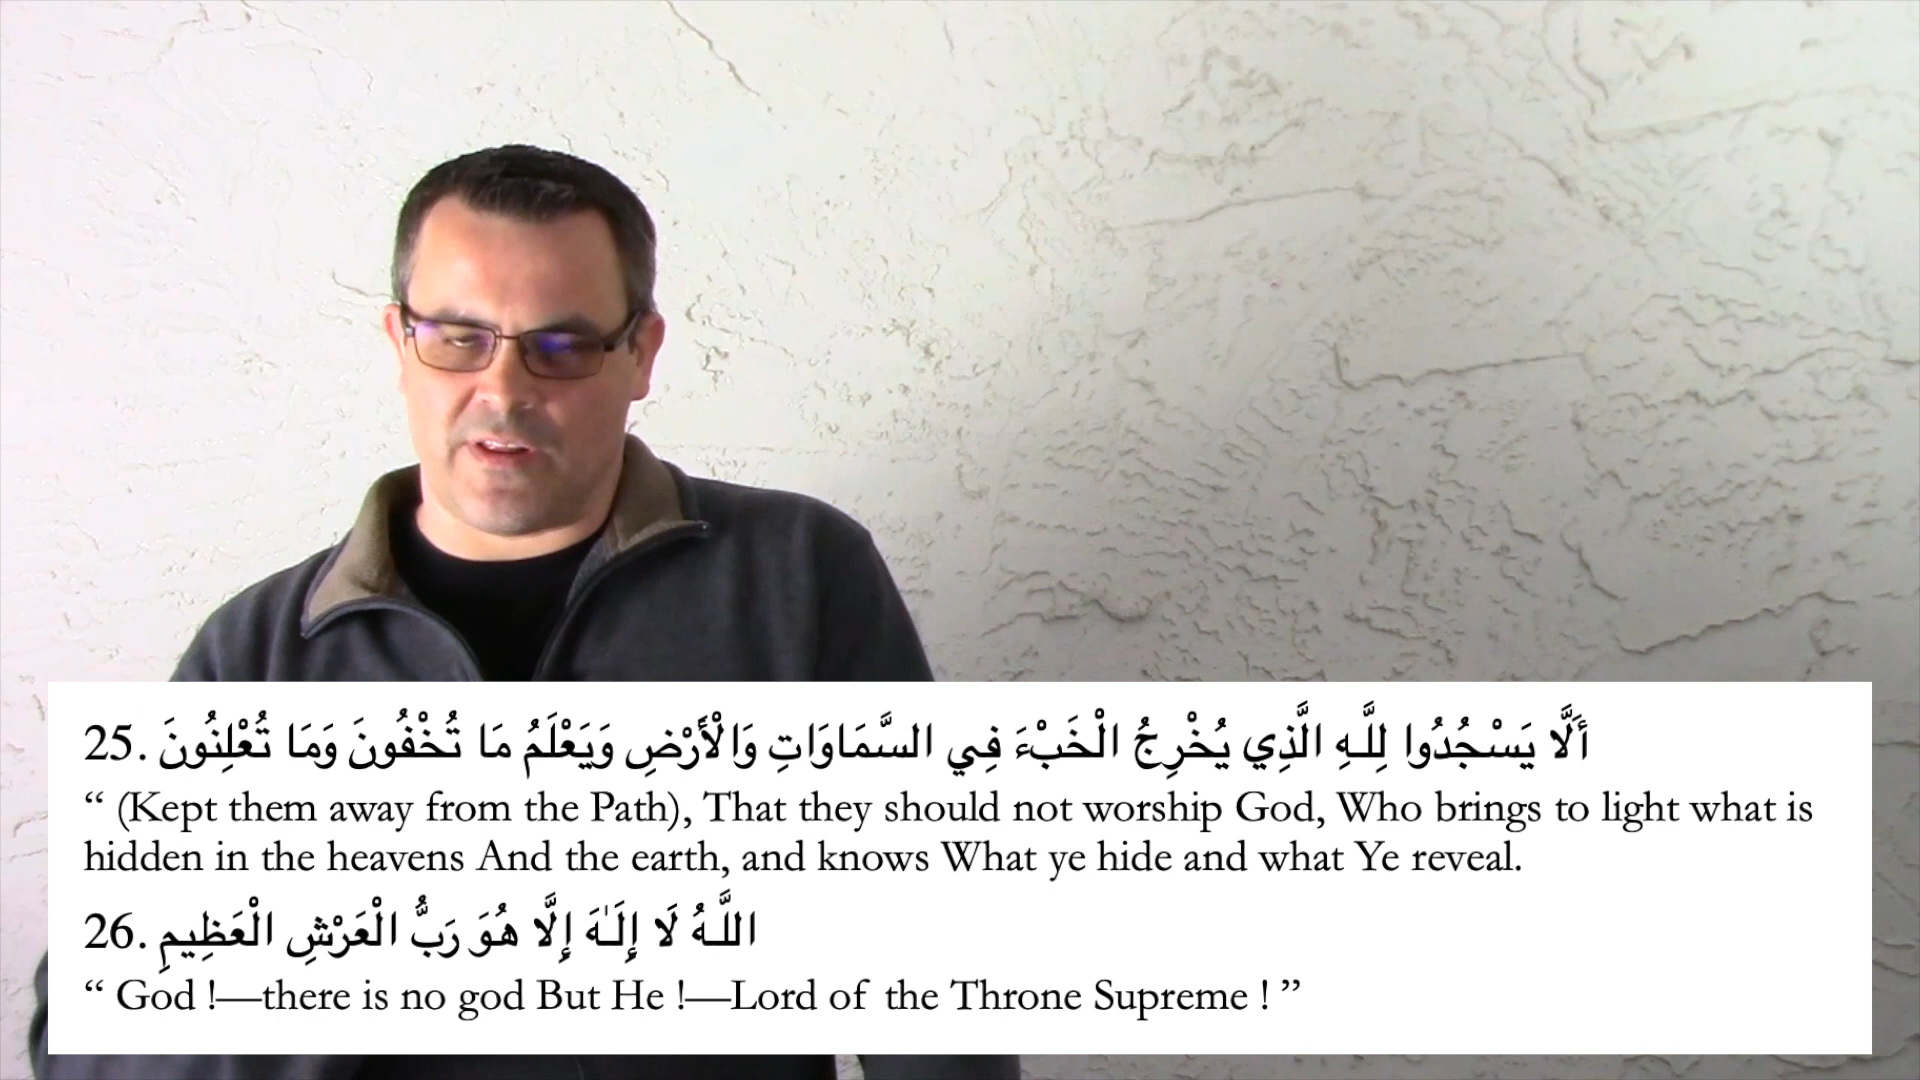 25. أَلَّا يَسْجُدُوا لِلَّـهِ الَّذِي يُخْرِجُ الْخَبْءَ فِي السَّمَاوَاتِ وَالْأَرْضِ وَيَعْلَمُ مَا تُخْفُونَ وَمَا تُعْلِنُونَ
“ (Kept them away from the Path), That they should not worship God, Who brings to light what is
hidden in the heavens And the earth, and knows What ye hide and what Ye reveal.
26. اللَّـهُ لَا إِلَـٰهَ إِلَّا هُوَ رَبُّ الْعَرْشِ الْعَظِيمِ
“ God !—there is no god But He !—Lord of the Throne Supreme ! ”